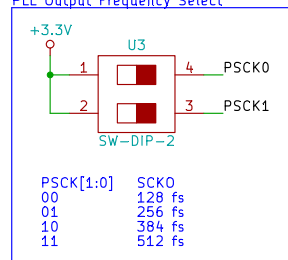 PLL Output Frequency Select
+3.3V
U3
1
4
PSCK0
2
3
PSCK1
SW-DIP-2
PSCK[1:0] SCKO
00 128 fs
01 256 fs
10 384 fs
11 512 fs